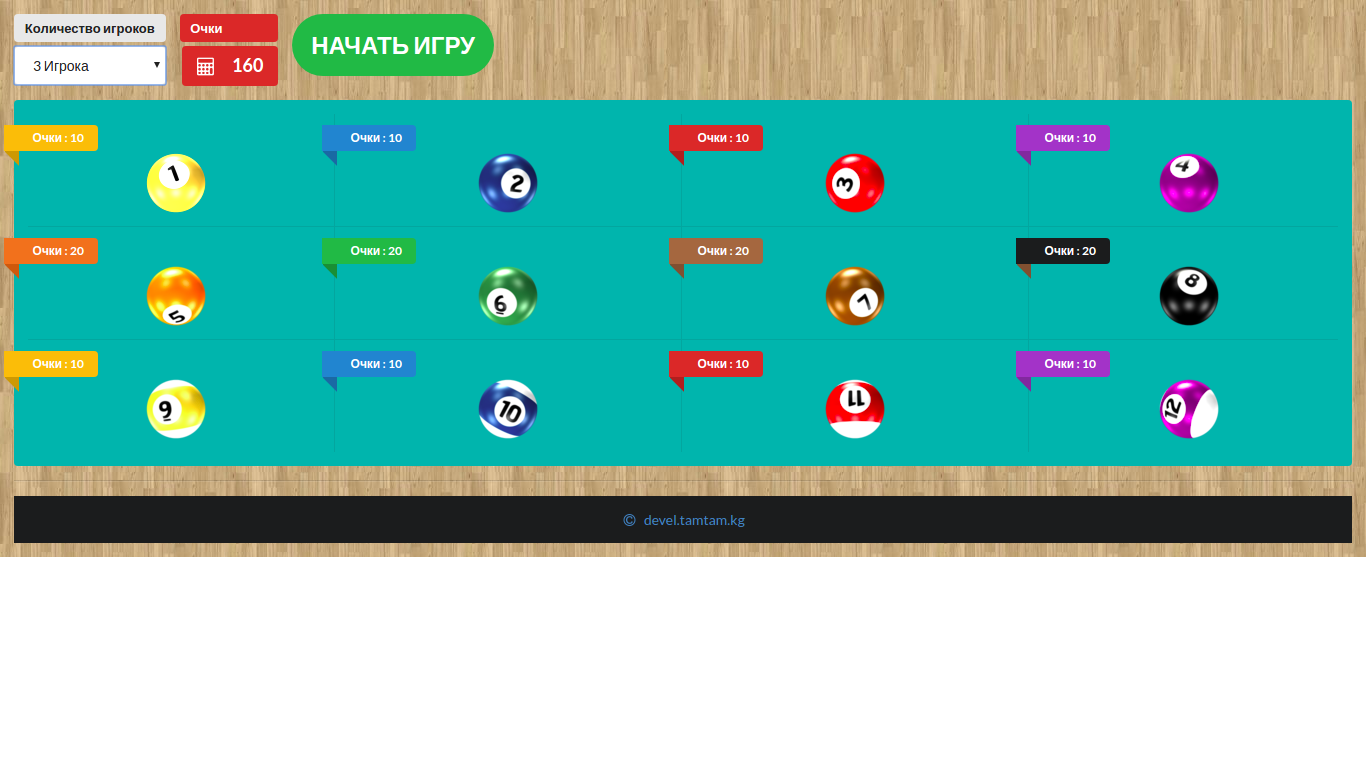 Количество игроков
Очки
3 Игрока
160
НАЧАТЬ ИГРУ
Очки : 10
Очки : 10
Очки : 10
Очки : 10
1
2
3
4
Очки : 20
Очки : 20
Очки : 20
Очки : 20
5
6
7
8
Очки : 10
Очки : 10
Очки : 10
Очки : 10
9
10
11
12
© devel.tamtam.kg